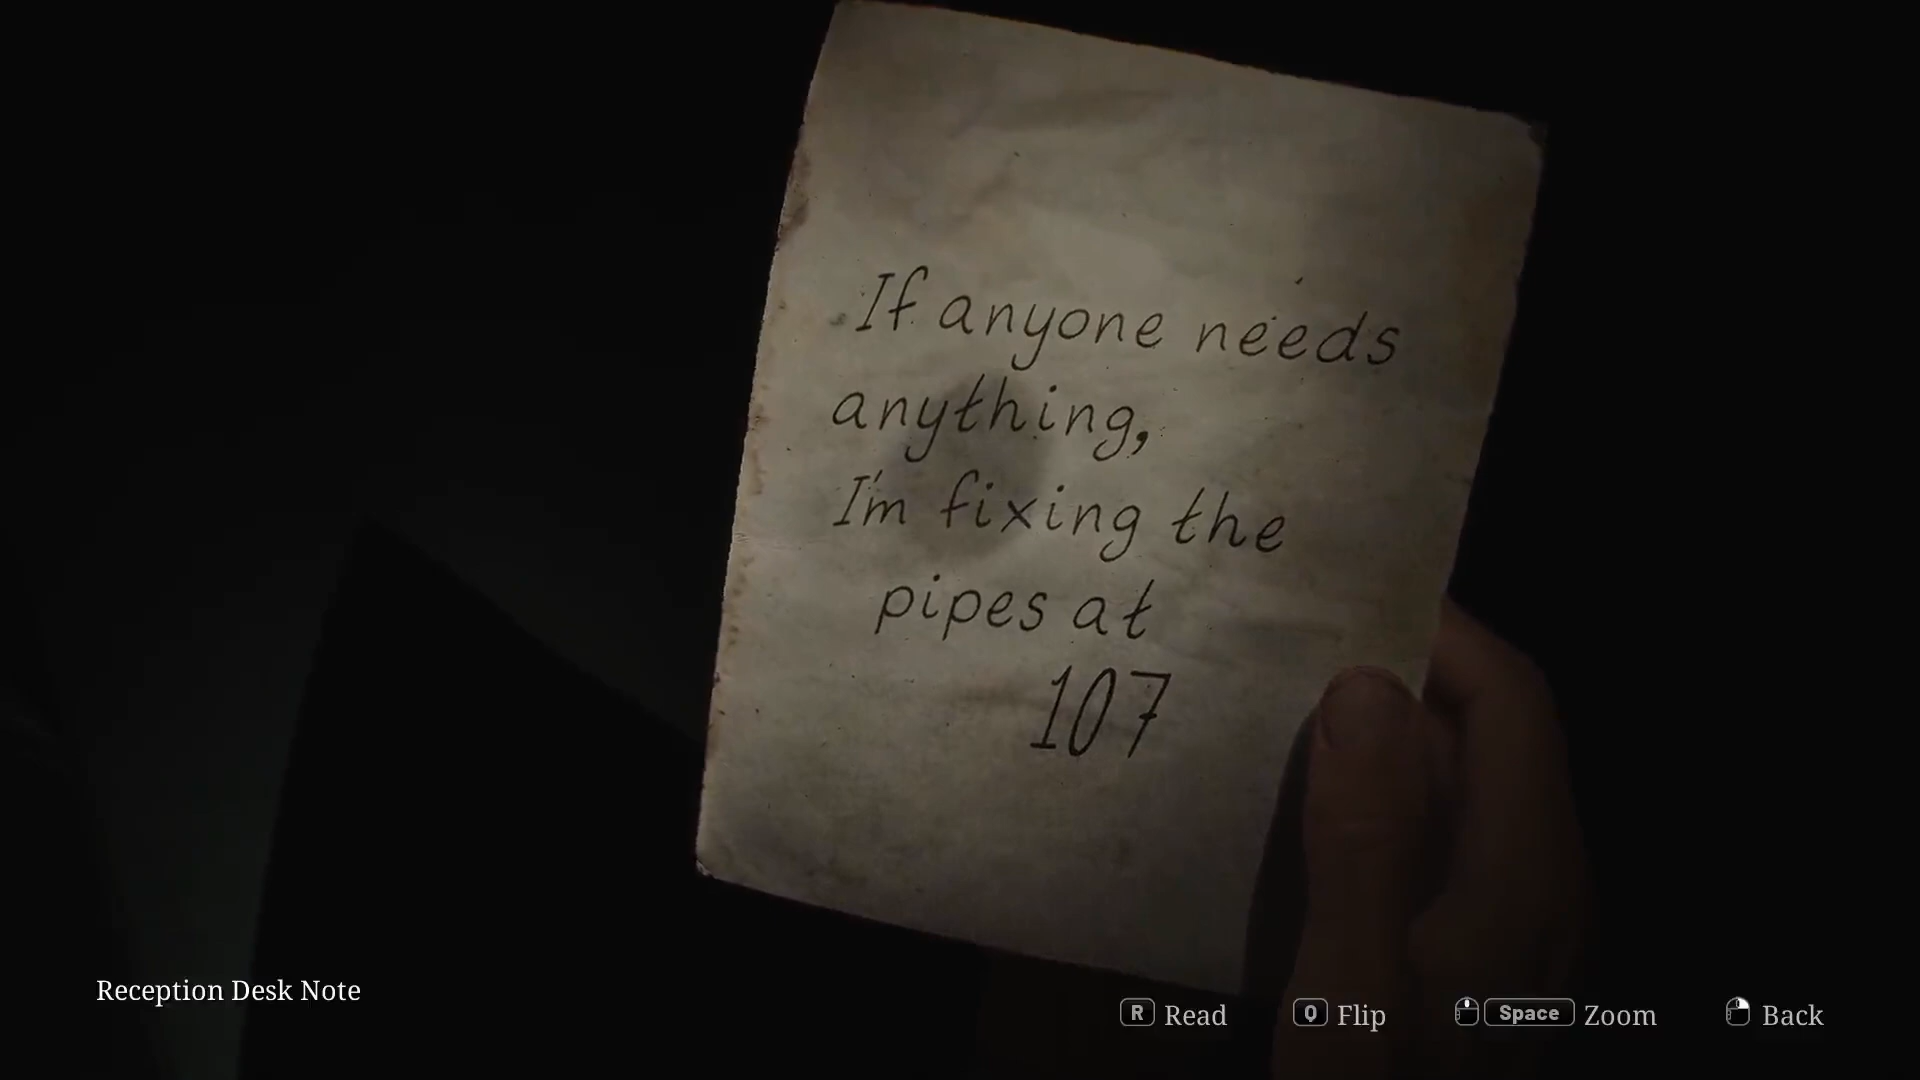 If anyone needs
anything,
I'm fixing the
pipes at
107
Reception Desk Note
R Read
Q Flip
Space Zoom
Back